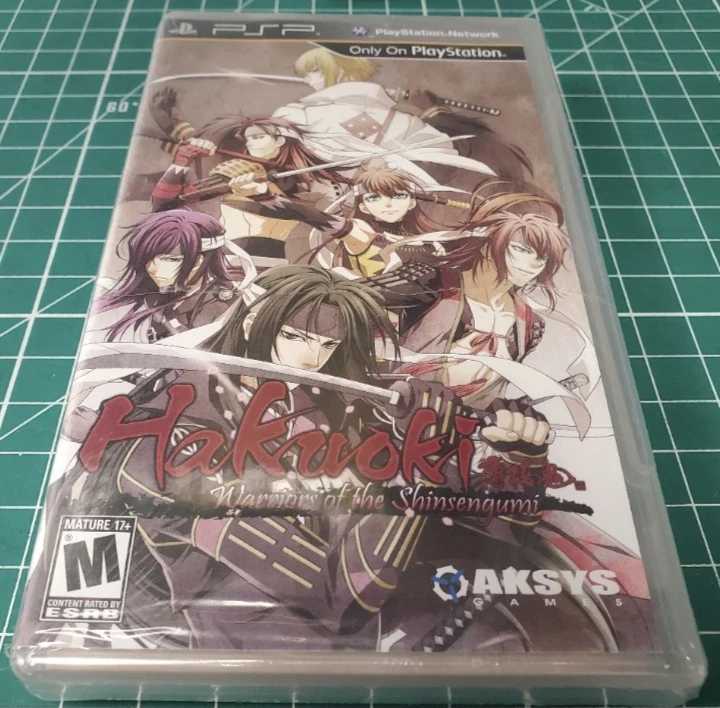 PSP
PlayStation Network
Only On PlayStation®
60°
Hakuoki
Warriors of the Shinsengumi
MATURE 17+
M
®
CONTENT RATED BY
ESRB
AKSYS
GAMES